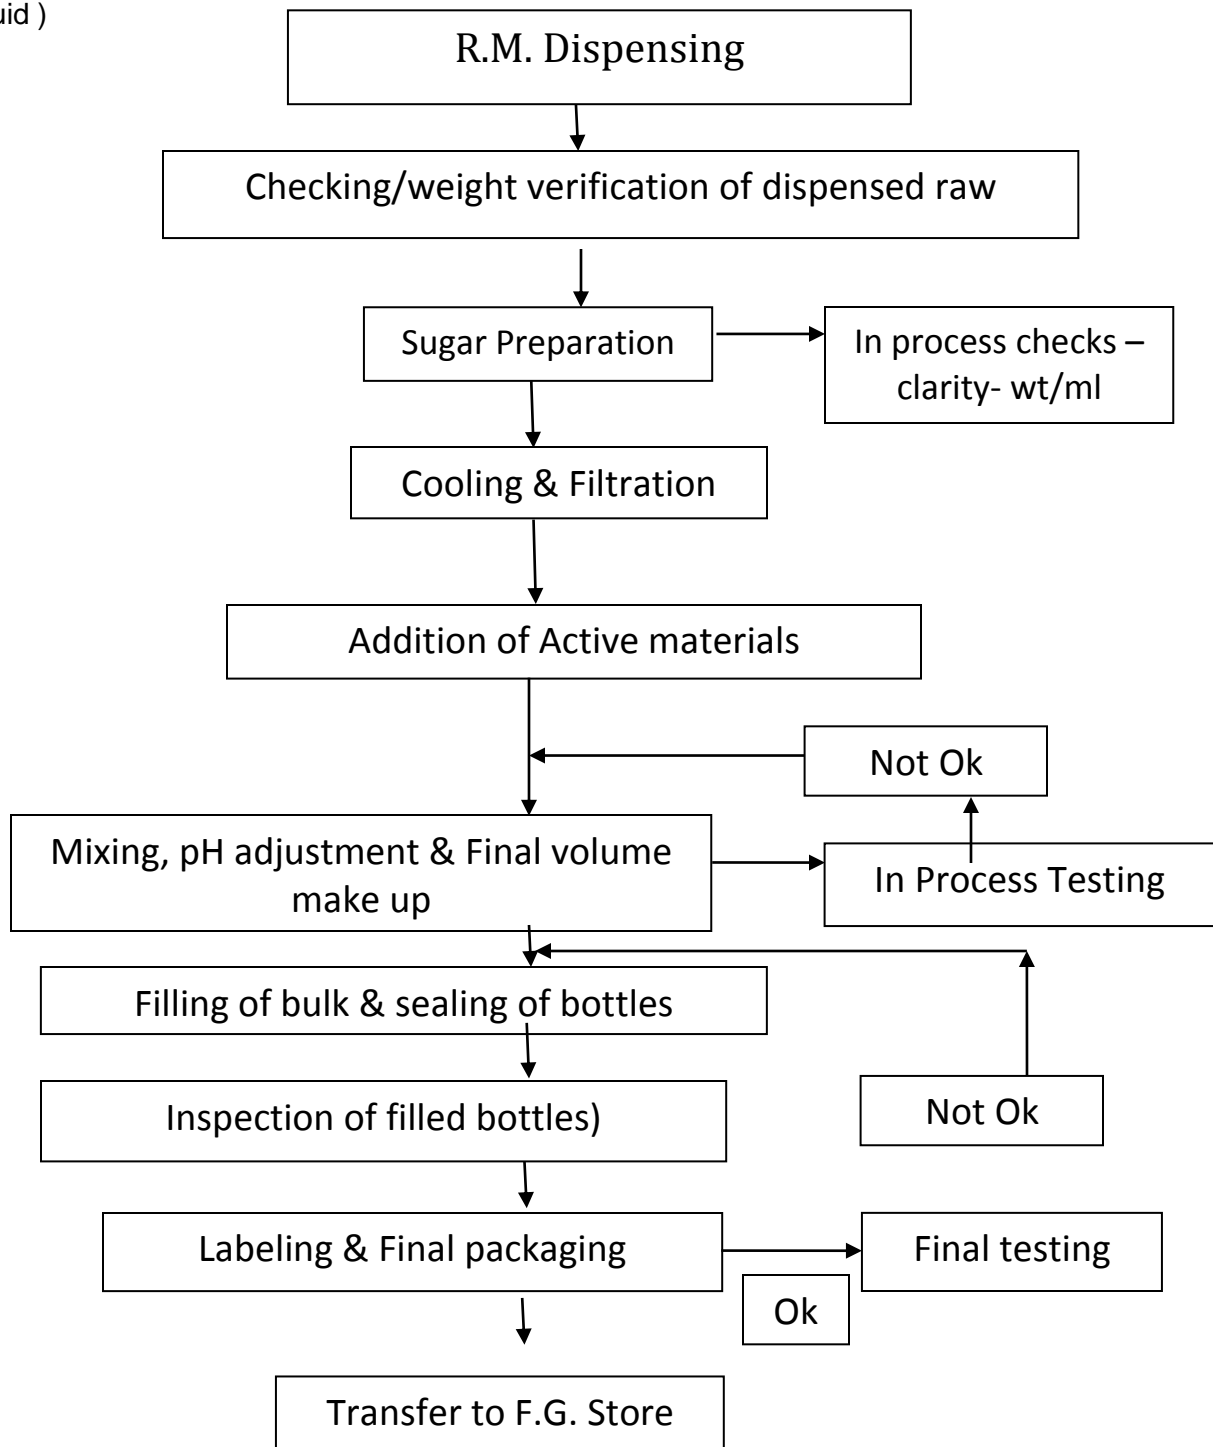 uid )
R.M. Dispensing
Checking/weight verification of dispensed raw
Sugar Preparation
In process checks –
clarity- wt/ml
Cooling & Filtration
Addition of Active materials
Not Ok
Mixing, pH adjustment & Final volume
make up
In Process Testing
Filling of bulk & sealing of bottles
Inspection of filled bottles)
Not Ok
Labeling & Final packaging
Final testing
Ok
Transfer to F.G. Store